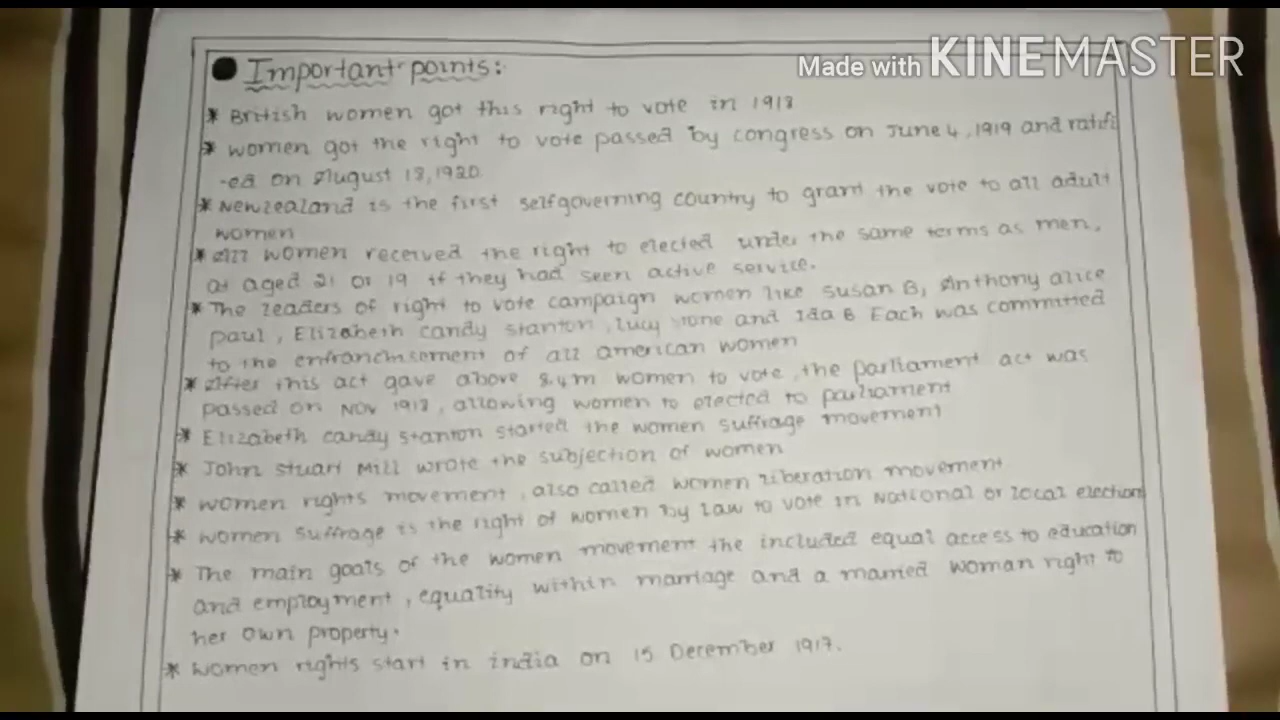 Made with KINEMASTER
Important points:
* British women got this right to vote in 1918
* women got the right to vote passed by congress on June 4, 1919 and ratifi
-ed on August 18, 1920
* Newzealand is the first selfgoverning country to grant the vote to all adult
women
* All women received the right to elected under the same terms as men,
at aged 21 or 19 if they had seen active service.
* The leaders of right to vote campaign women like Susan B, Anthony alice
paul, Elizabeth candy stanton, lucy stone and Ida B Each was committed
to the enfranchisement of all american women
* After this act gave above 8.4m women to vote, the parliament act was
passed on Nov 1918, allowing women to elected to parliament
* Elizabeth candy stanton started the women suffrage movement
* John Stuart Mill wrote the subjection of women
* women rights movement, also called women liberation movement
* women suffrage is the right of women by law to vote in National or local election
* The main goals of the women movement the included equal access to education
and employment, equality within marriage and a married woman right to
her own property.
* women rights start in india on 15 December 1917.